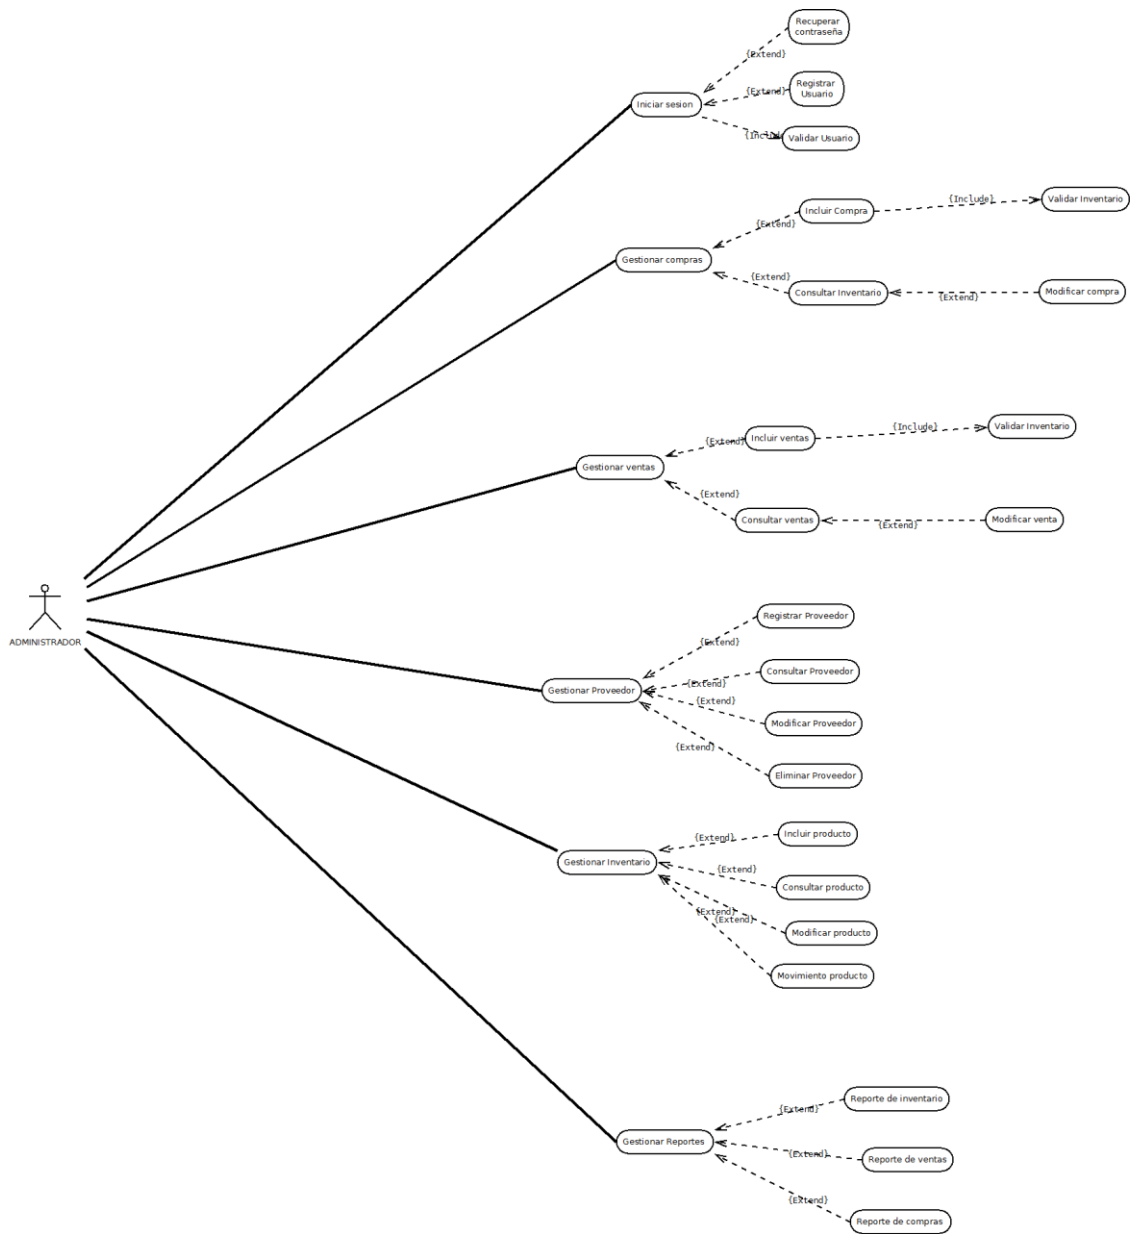 Recuperar
contraseña
{Extend}
Registrar
Usuario
{Extend}
Iniciar sesion
{Include
Validar Usuario
{Include}
Validar Inventario
Incluir Compra
{Extend}
Gestionar compras
{Extend}
Consultar Inventario
{Extend}
Modificar compra
{Include}
Validar Inventario
Incluir ventas
{Extend}
Gestionar ventas
{Extend}
Consultar ventas
{Extend}
Modificar venta
ADMINISTRADOR
Registrar Proveedor
{Extend}
Consultar Proveedor
{Extend}
Gestionar Proveedor
{Extend}
Modificar Proveedor
{Extend}
Eliminar Proveedor
Incluir producto
{Extend}
Gestionar Inventario
{Extend}
Consultar producto
{Extend}
{Extend}
Modificar producto
Movimiento producto
Reporte de inventario
{Extend}
Gestionar Reportes
{Extend}
Reporte de ventas
{Extend}
Reporte de compras